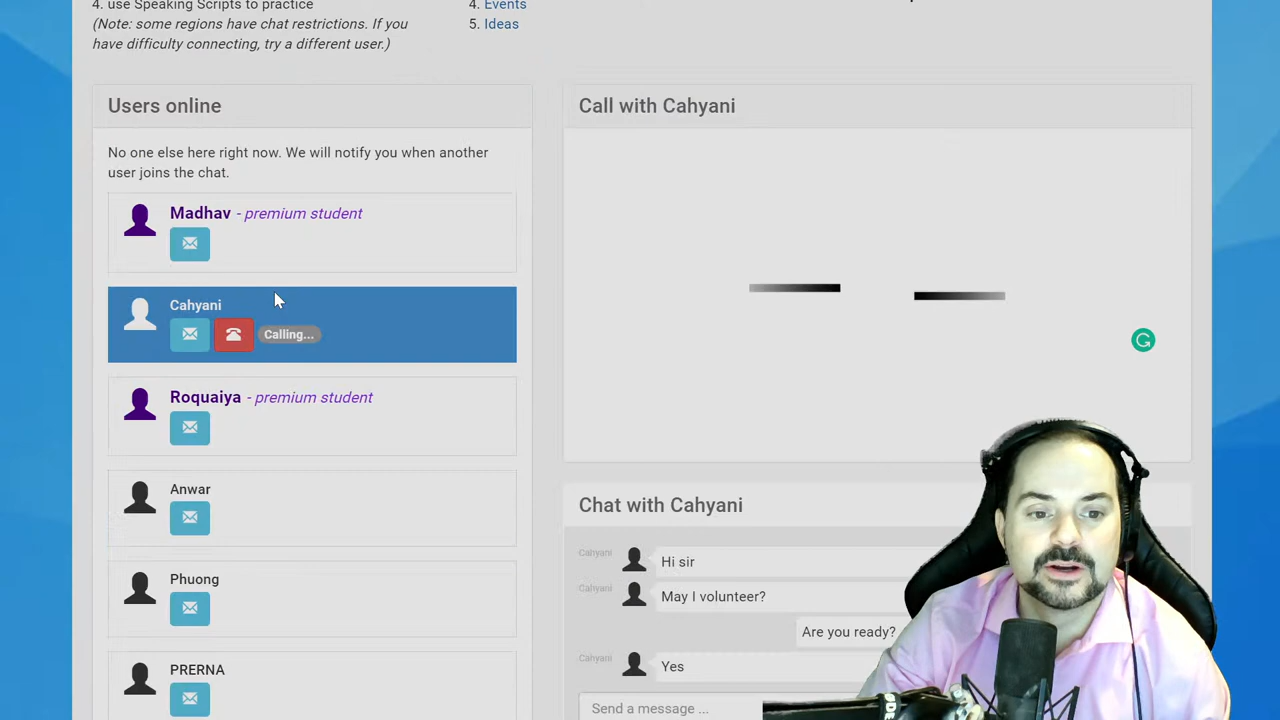 4. use Speaking Scripts to practice
(Note: some regions have chat restrictions. If you
have difficulty connecting, try a different user.)
4. Events
5. Ideas
Users online
No one else here right now. We will notify you when another
user joins the chat.
Madhav - premium student
Cahyani
Calling...
Roquaiya - premium student
Anwar
Phuong
PRERNA
Call with Cahyani
Chat with Cahyani
Cahyani
Hi sir
Cahyani
May I volunteer?
Are you ready?
Cahyani
Yes
Send a message ...